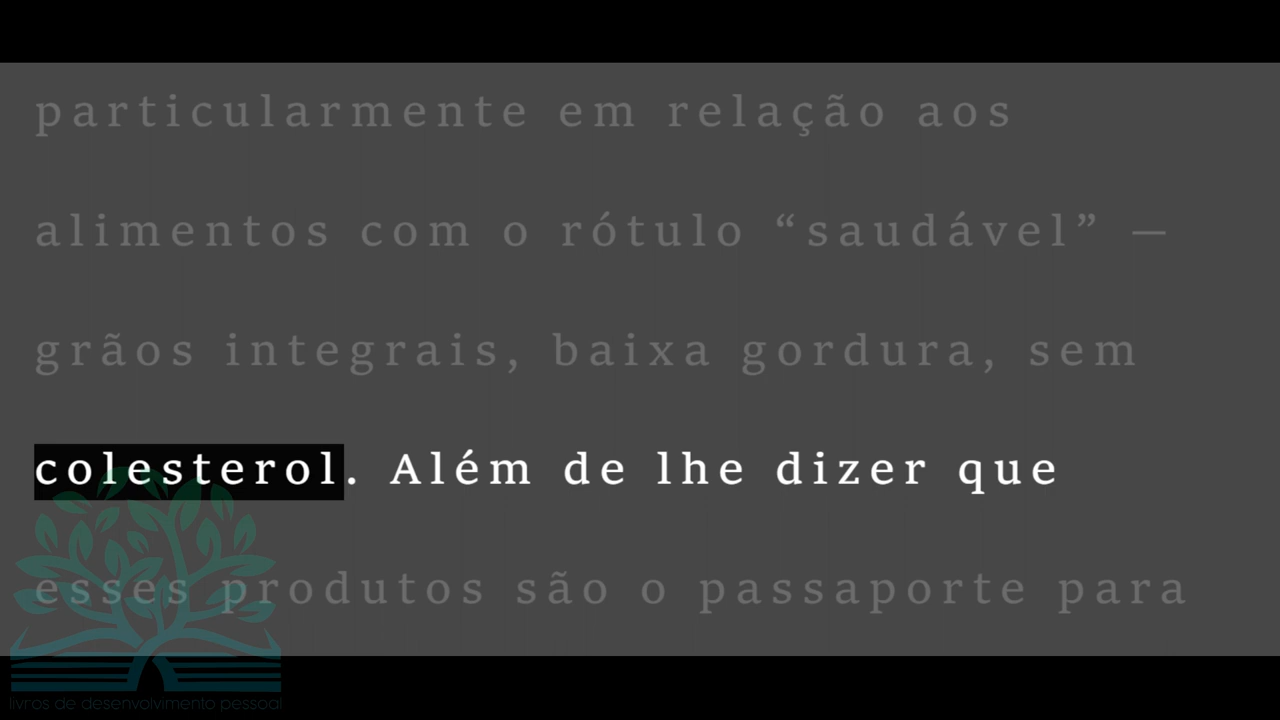 particularmente em relação aos
alimentos com o rótulo “saudável” —
grãos integrais, baixa gordura, sem
colesterol. Além de lhe dizer que
esses produtos são o passaporte para
livros de desenvolvimento pessoal